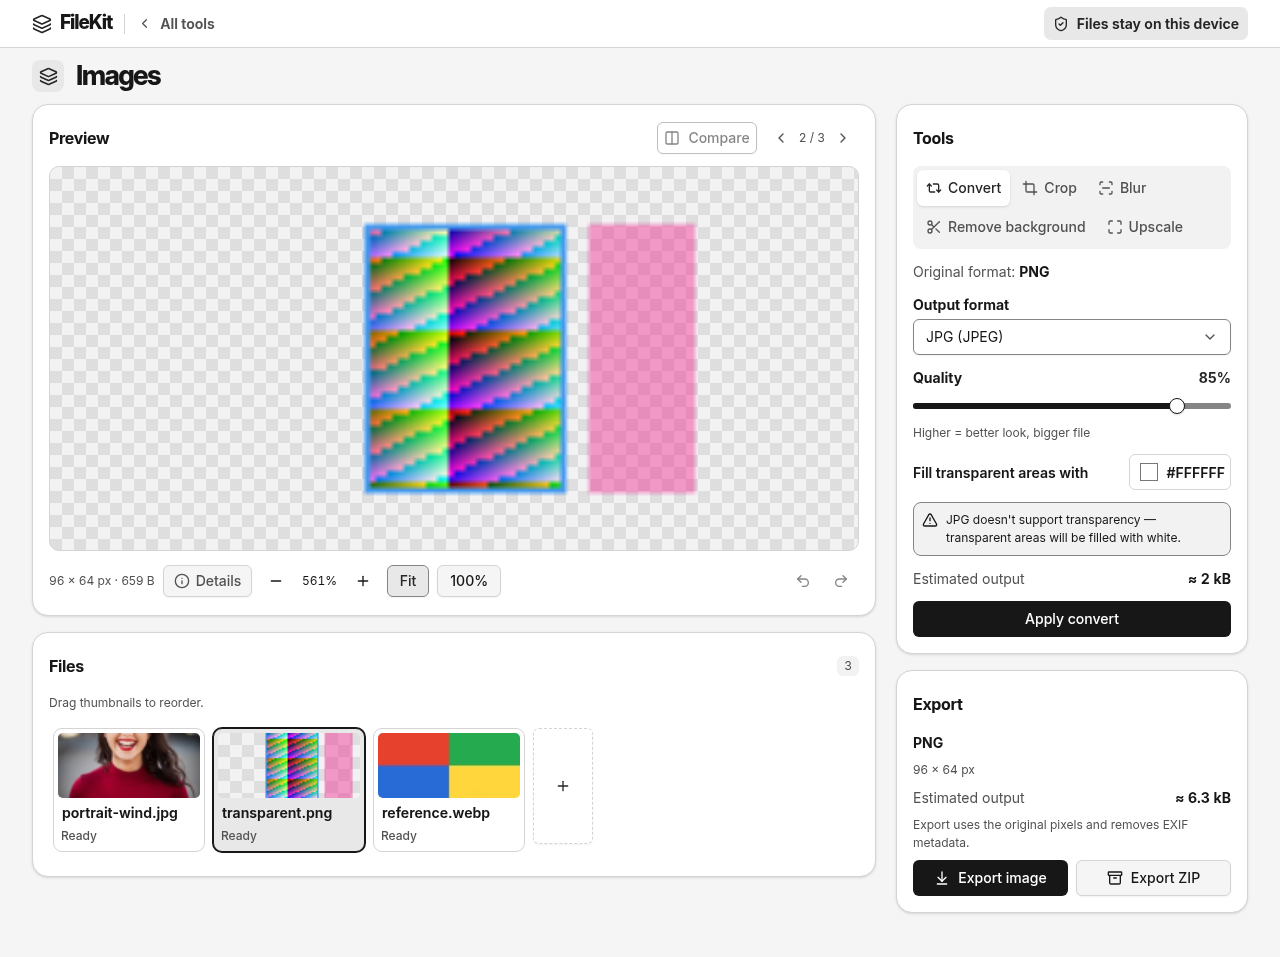 FileKit
All tools
Files stay on this device
Images
Preview
Compare
2 / 3
96 × 64 px · 659 B
Details
561%
Fit
100%
Files
3
Drag thumbnails to reorder.
portrait-wind.jpg
Ready
transparent.png
Ready
reference.webp
Ready
Tools
Convert
Crop
Blur
Remove background
Upscale
Original format: PNG
Output format
JPG (JPEG)
Quality
85%
Higher = better look, bigger file
Fill transparent areas with
#FFFFFF
JPG doesn't support transparency —
transparent areas will be filled with white.
Estimated output
≈ 2 kB
Apply convert
Export
PNG
96 × 64 px
Estimated output
≈ 6.3 kB
Export uses the original pixels and removes EXIF
metadata.
Export image
Export ZIP